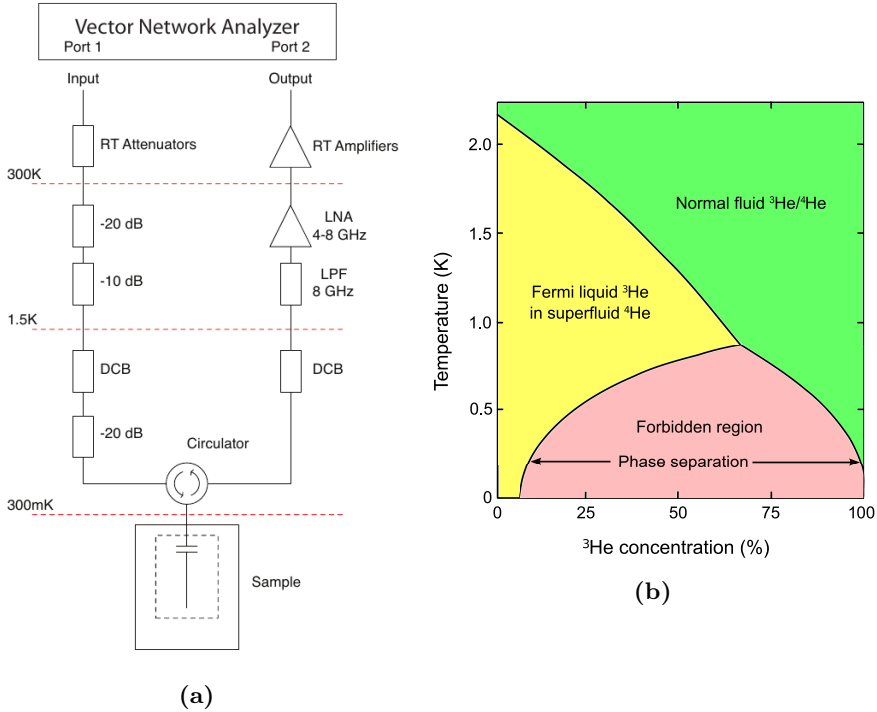 Vector Network Analyzer
Port 1 Port 2
Input Output
RT Attenuators RT Amplifiers
300K
-20 dB
LNA
4-8 GHz
-10 dB
LPF
8 GHz
1.5K
DCB DCB
-20 dB
Circulator
300mK
Sample
(a)
Temperature (K)
2.0
1.5
1.0
0.5
0
Normal fluid ³He/⁴He
Fermi liquid ³He
in superfluid ⁴He
Forbidden region
Phase separation
0 25 50 75 100
³He concentration (%)
(b)